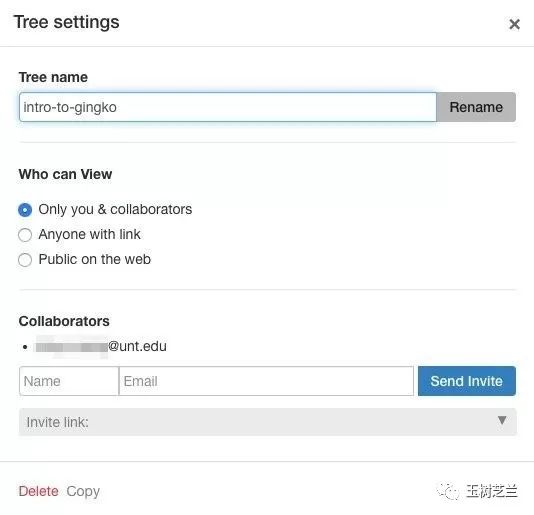 Tree settings ×
Tree name
intro-to-gingko Rename
Who can View
Only you & collaborators
Anyone with link
Public on the web
Collaborators
• @unt.edu
Name Email Send Invite
Invite link: ▼
Delete Copy
玉树芝兰